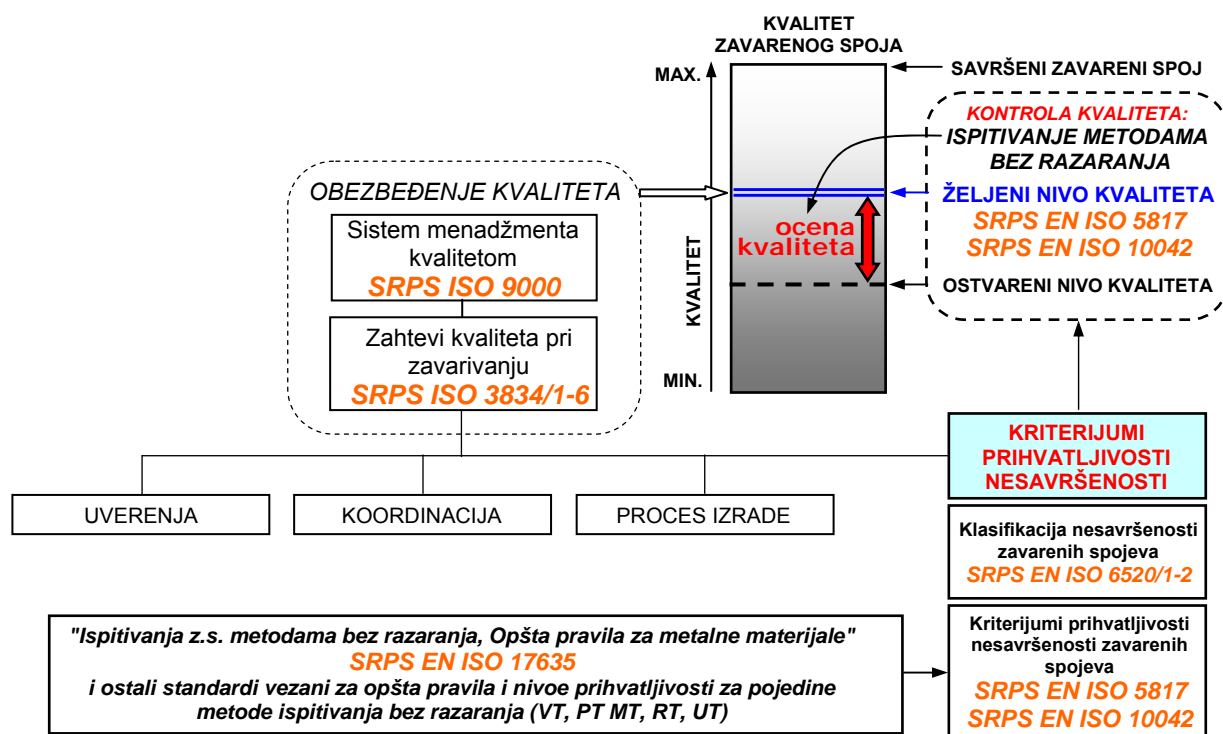 KVALITET
ZAVARENOG SPOJA
MAX.
SAVRŠENI ZAVARENI SPOJ
KONTROLA KVALITETA:
ISPITIVANJE METODAMA
BEZ RAZARANJA
ŽELJENI NIVO KVALITETA
SRPS EN ISO 5817
SRPS EN ISO 10042
OSTVARENI NIVO KVALITETA
ocena
kvaliteta
KVALITET
MIN.
OBEZBEĐENJE KVALITETA
Sistem menadžmenta
kvalitetom
SRPS ISO 9000
Zahtevi kvaliteta pri
zavarivanju
SRPS ISO 3834/1-6
UVERENJA
KOORDINACIJA
PROCES IZRADE
KRITERIJUMI
PRIHVATLJIVOSTI
NESAVRŠENOSTI
Klasifikacija nesavršenosti
zavarenih spojeva
SRPS EN ISO 6520/1-2
"Ispitivanja z.s. metodama bez razaranja, Opšta pravila za metalne materijale"
SRPS EN ISO 17635
i ostali standardi vezani za opšta pravila i nivoe prihvatljivosti za pojedine
metode ispitivanja bez razaranja (VT, PT MT, RT, UT)
Kriterijumi prihvatljivosti
nesavršenosti zavarenih
spojeva
SRPS EN ISO 5817
SRPS EN ISO 10042